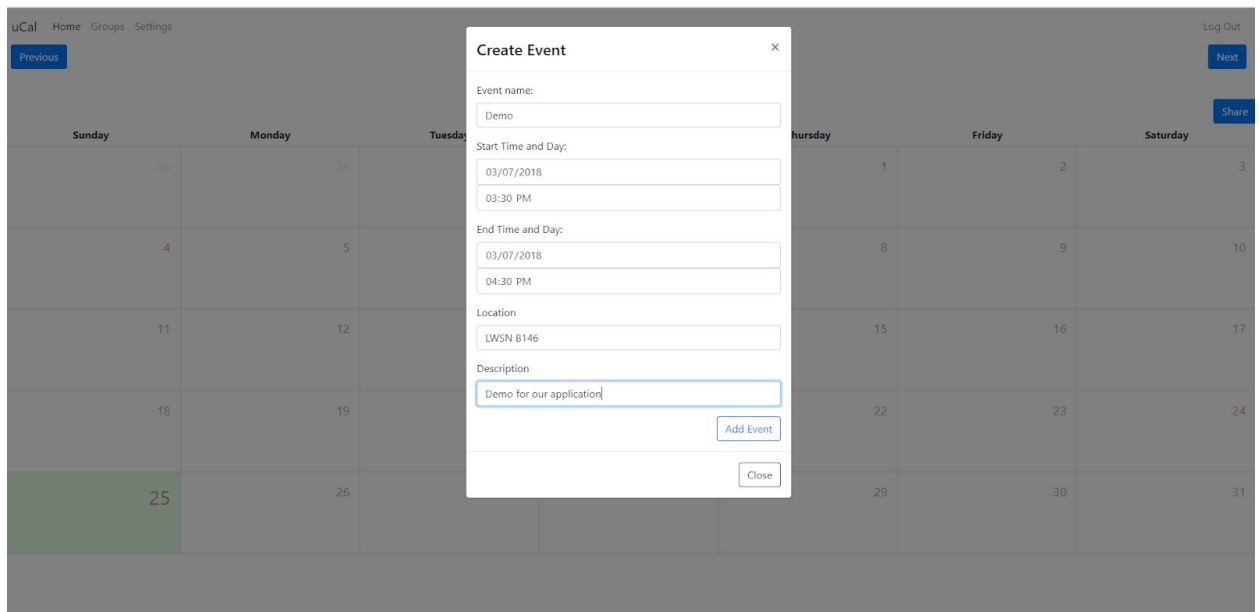 uCal Home Groups Settings Log Out
Previous Next
Share
Sunday Monday Tuesday hursday Friday Saturday
25 26 1 2 3
4 5 8 9 10
11 12 15 16 17
18 19 22 23 24
25 26 29 30 31
Create Event ×
Event name:
Demo
Start Time and Day:
03/07/2018
03:30 PM
End Time and Day:
03/07/2018
04:30 PM
Location
LWSN B146
Description
Demo for our application
Add Event
Close